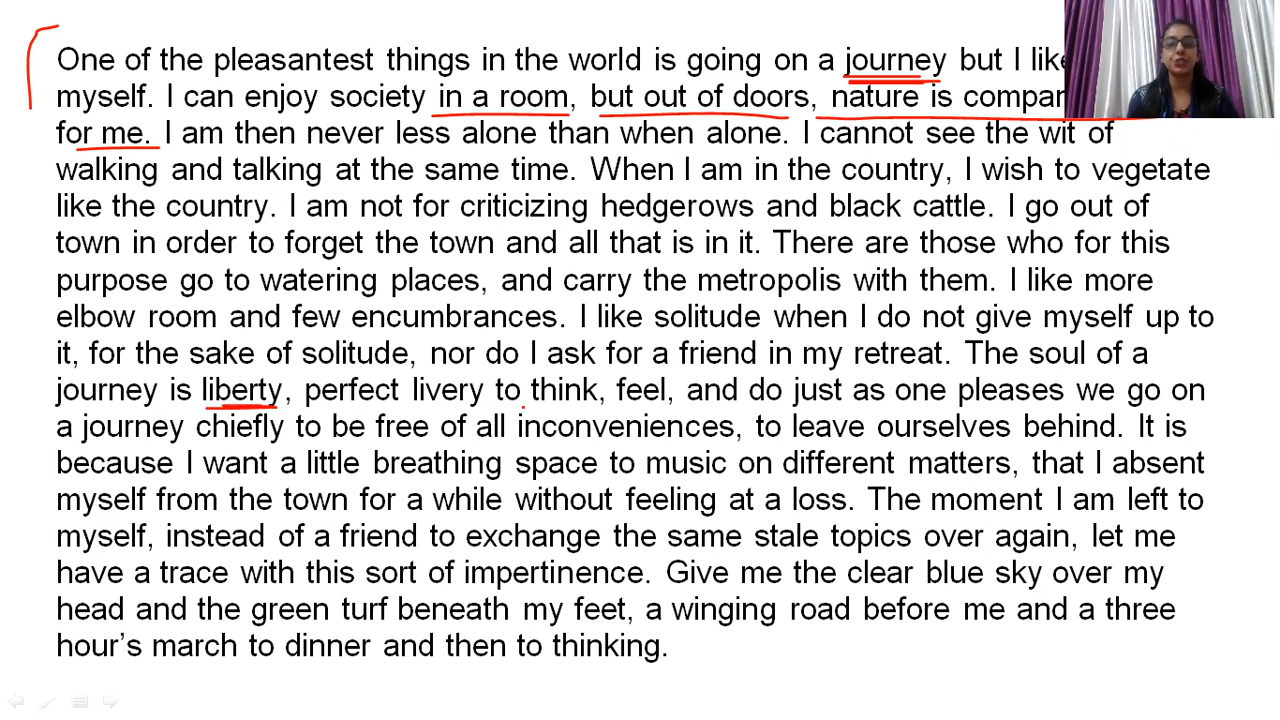 One of the pleasantest things in the world is going on a journey but I like
myself. I can enjoy society in a room, but out of doors, nature is
for me. I am then never less alone than when alone. I cannot see the wit of
walking and talking at the same time. When I am in the country, I wish to vegetate
like the country. I am not for criticizing hedgerows and black cattle. I go out of
town in order to forget the town and all that is in it. There are those who for this
purpose go to watering places, and carry the metropolis with them. I like more
elbow room and few encumbrances. I like solitude when I do not give myself up to
it, for the sake of solitude, nor do I ask for a friend in my retreat. The soul of a
journey is liberty, perfect livery to think, feel, and do just as one pleases we go on
a journey chiefly to be free of all inconveniences, to leave ourselves behind. It is
because I want a little breathing space to music on different matters, that I absent
myself from the town for a while without feeling at a loss. The moment I am left to
myself, instead of a friend to exchange the same stale topics over again, let me
have a trace with this sort of impertinence. Give me the clear blue sky over my
head and the green turf beneath my feet, a winging road before me and a three
hour’s march to dinner and then to thinking.